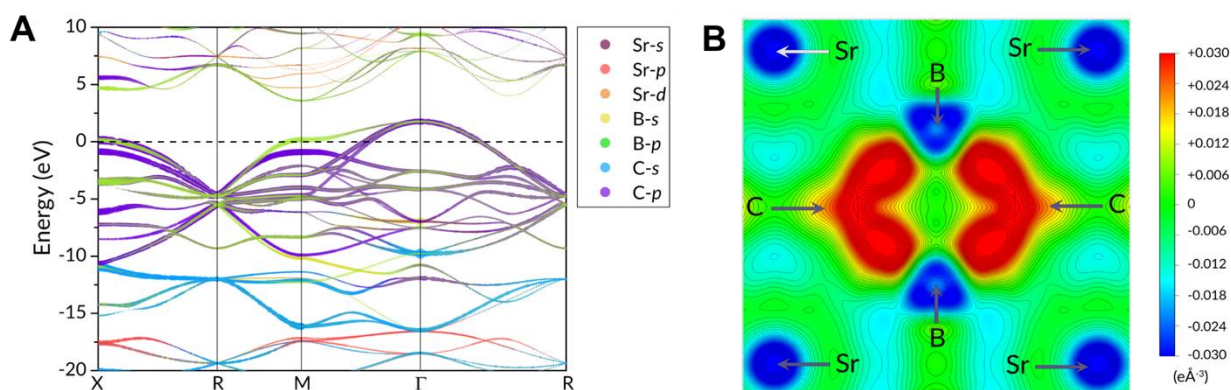 A
Energy (eV)
10
5
0
-5
-10
-15
-20
X R M Γ R
Sr-s
Sr-p
Sr-d
B-s
B-p
C-s
C-p
B
Sr Sr
B
C C
B
Sr Sr
+0.030
+0.024
+0.018
+0.012
+0.006
0
-0.006
-0.013
-0.018
-0.024
-0.030
(eÅ⁻³)